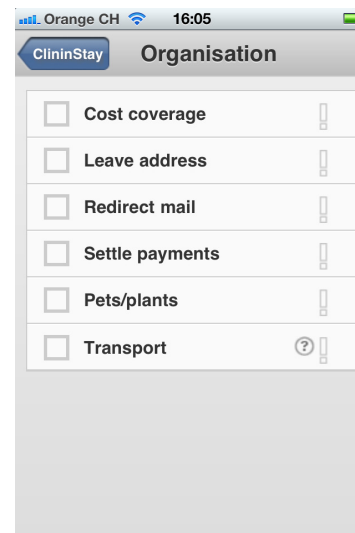 Orange CH 16:05
ClininStay Organisation
Cost coverage
Leave address
Redirect mail
Settle payments
Pets/plants
Transport ?